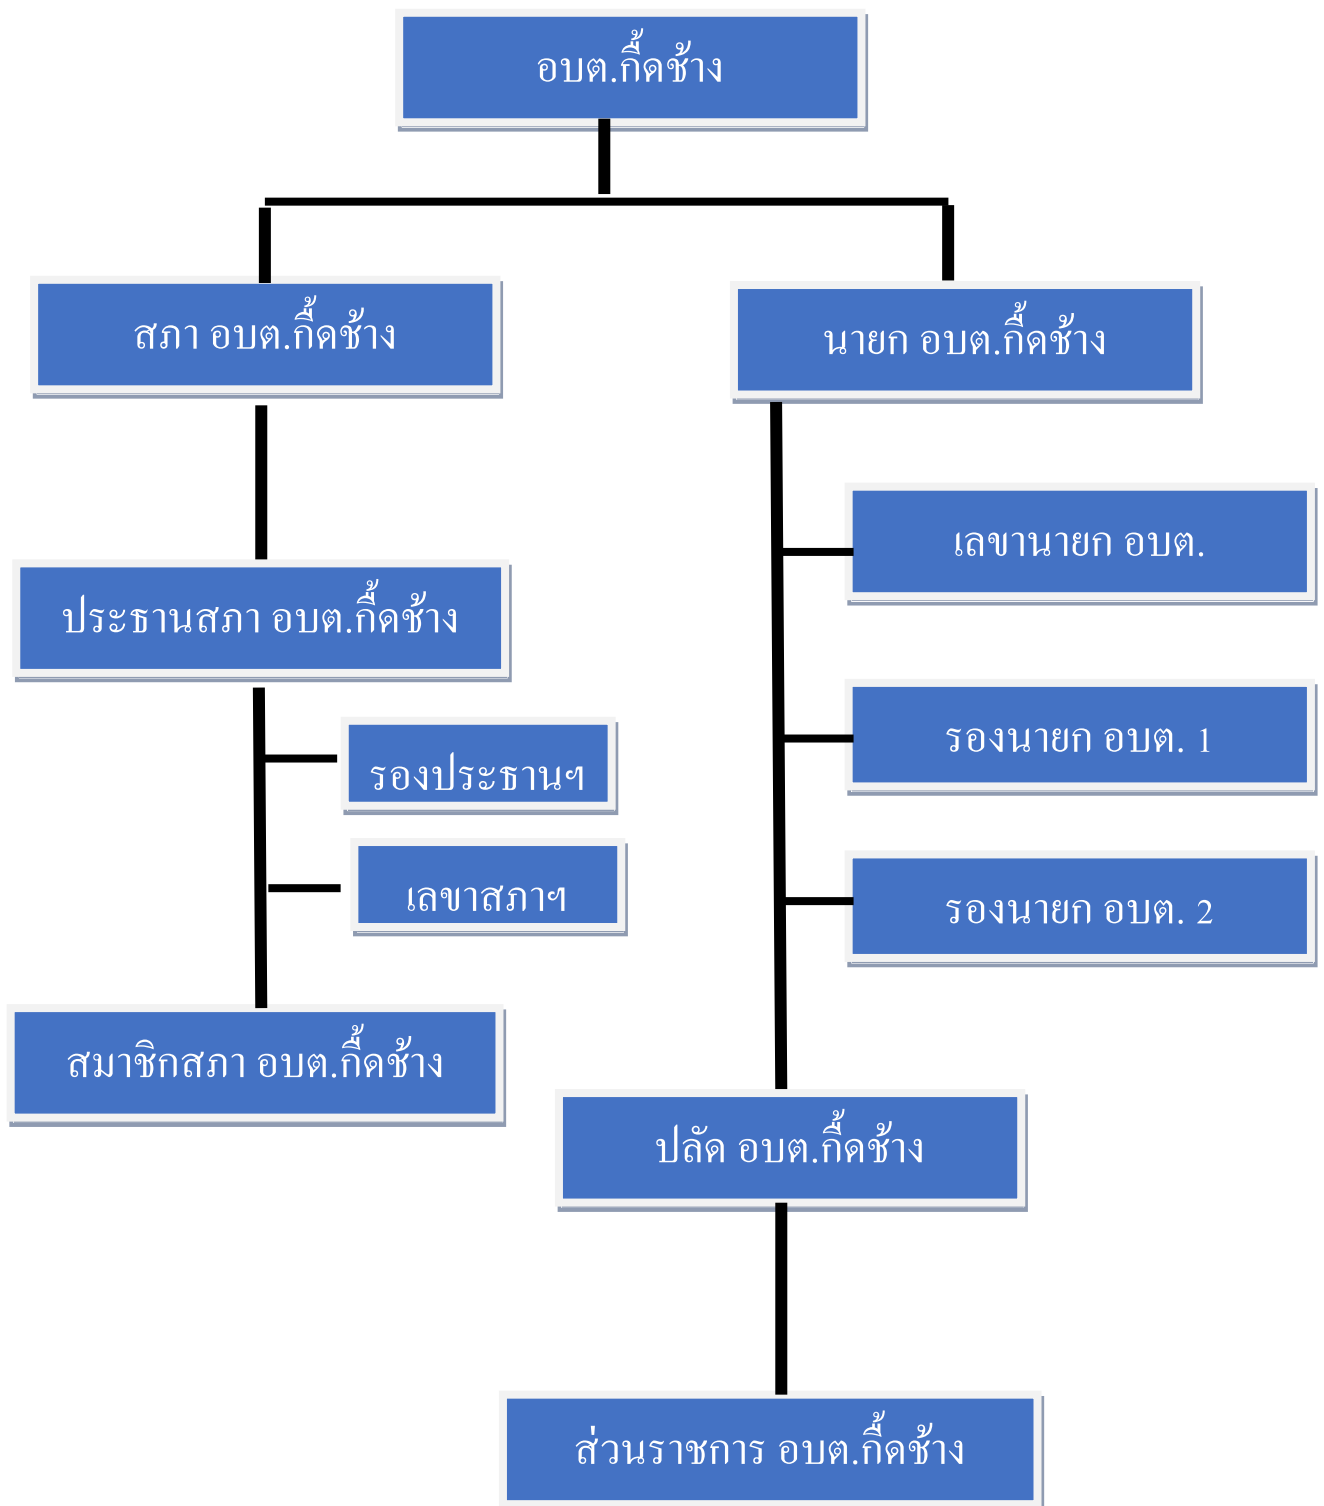 อบต.กื้ดช้าง
สภา อบต.กื้ดช้าง
นายก อบต.กื้ดช้าง
เลขานายก อบต.
ประธานสภา อบต.กื้ดช้าง
รองนายก อบต. 1
รองประธานฯ
เลขาสภาฯ
รองนายก อบต. 2
สมาชิกสภา อบต.กื้ดช้าง
ปลัด อบต.กื้ดช้าง
ส่วนราชการ อบต.กื้ดช้าง